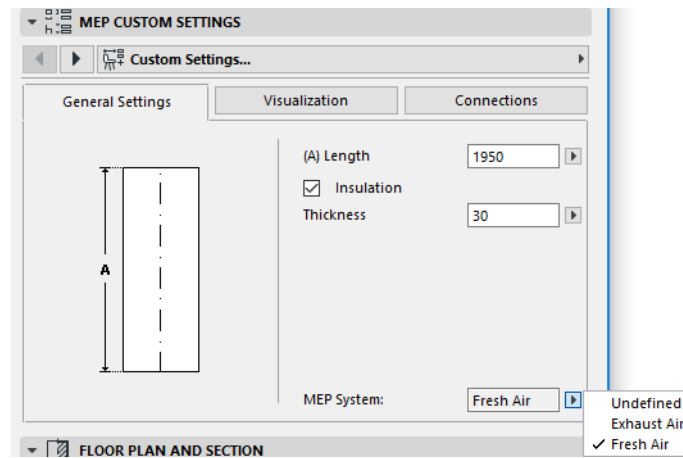 MEP CUSTOM SETTINGS
Custom Settings...
General Settings Visualization Connections
(A) Length 1950
Insulation
Thickness 30
A
MEP System: Fresh Air
Undefined
Exhaust Air
Fresh Air
FLOOR PLAN AND SECTION